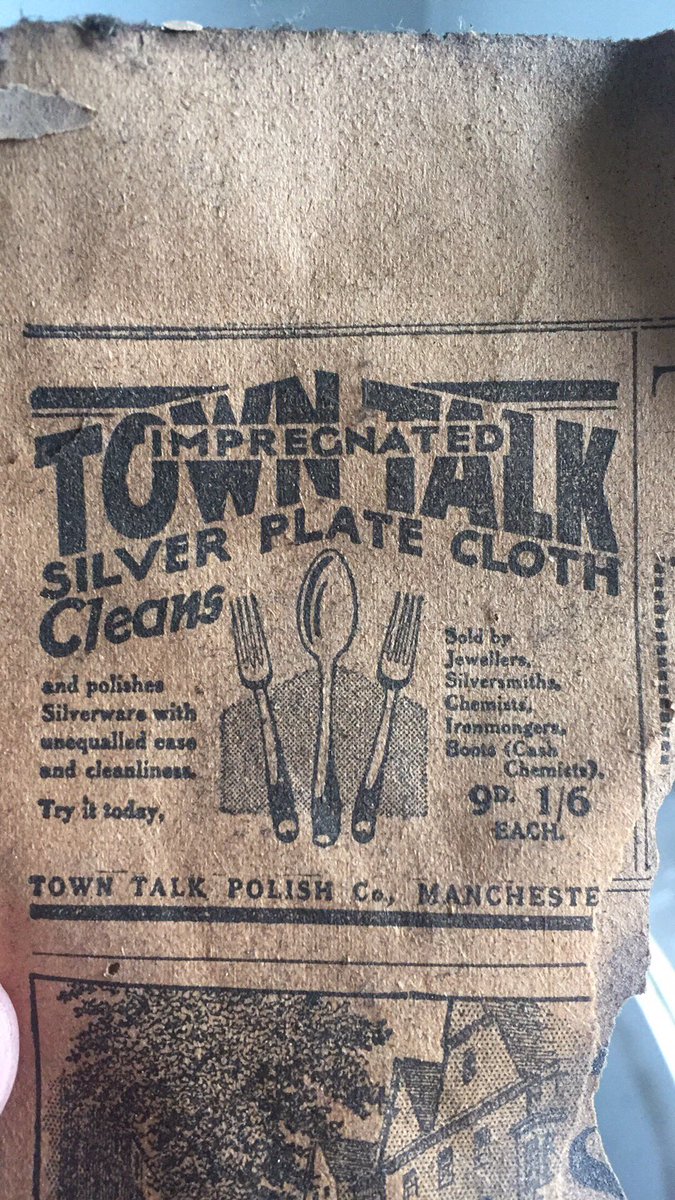 TOWN TALK
IMPREGNATED
SILVER PLATE CLOTH
Cleans
and polishes
Silverware with
unequalled ease
and cleanliness.
Try it today,
Sold by
Jewellers,
Silversmiths,
Chemists,
Ironmongers,
Boots (Cash
Chemists).
9D. 1/6
EACH.
TOWN TALK POLISH Co., MANCHESTE